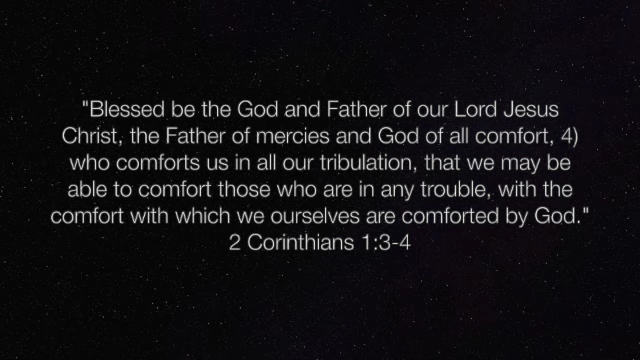 "Blessed be the God and Father of our Lord Jesus
Christ, the Father of mercies and God of all comfort, 4)
who comforts us in all our tribulation, that we may be
able to comfort those who are in any trouble, with the
comfort with which we ourselves are comforted by God."
2 Corinthians 1:3-4